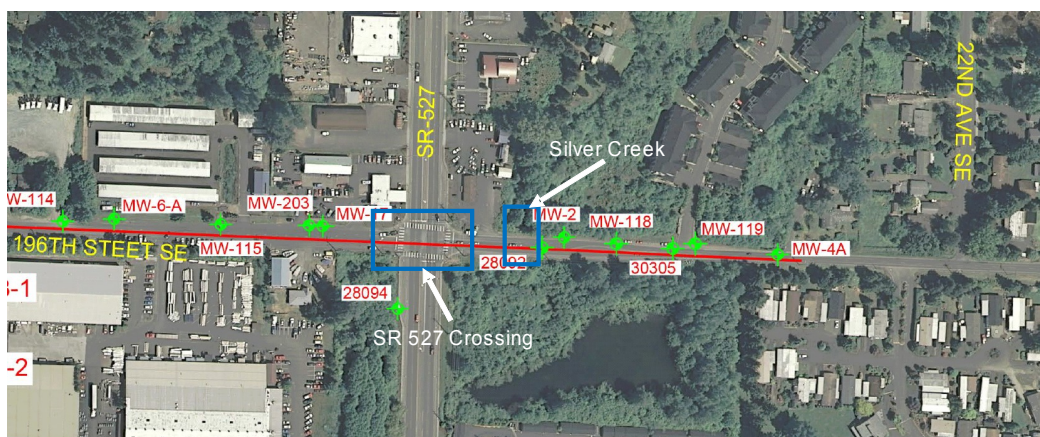 22ND AVE SE
SR-527
Silver Creek
MW-114
MW-6-A
MW-203
MW-2
MW-118
MW-119
MW-115
MW-4A
196TH STEET SE
28092
30305
-1
28094
SR 527 Crossing
-2